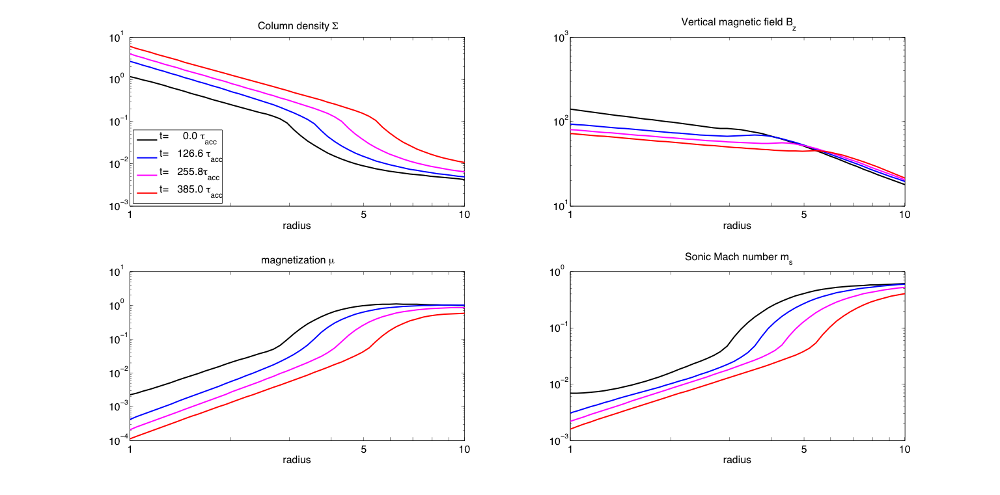 Column density Σ
10^1
10^0
10^-1
10^-2
10^-3
t= 0.0 τ_acc
t= 126.6 τ_acc
t= 255.8τ_acc
t= 385.0 τ_acc
1 5 10
radius
Vertical magnetic field B_z
10^3
10^2
10^1
1 5 10
radius
magnetization μ
10^1
10^0
10^-1
10^-2
10^-3
10^-4
1 5 10
radius
Sonic Mach number m_s
10^0
10^-1
10^-2
10^-3
1 5 10
radius